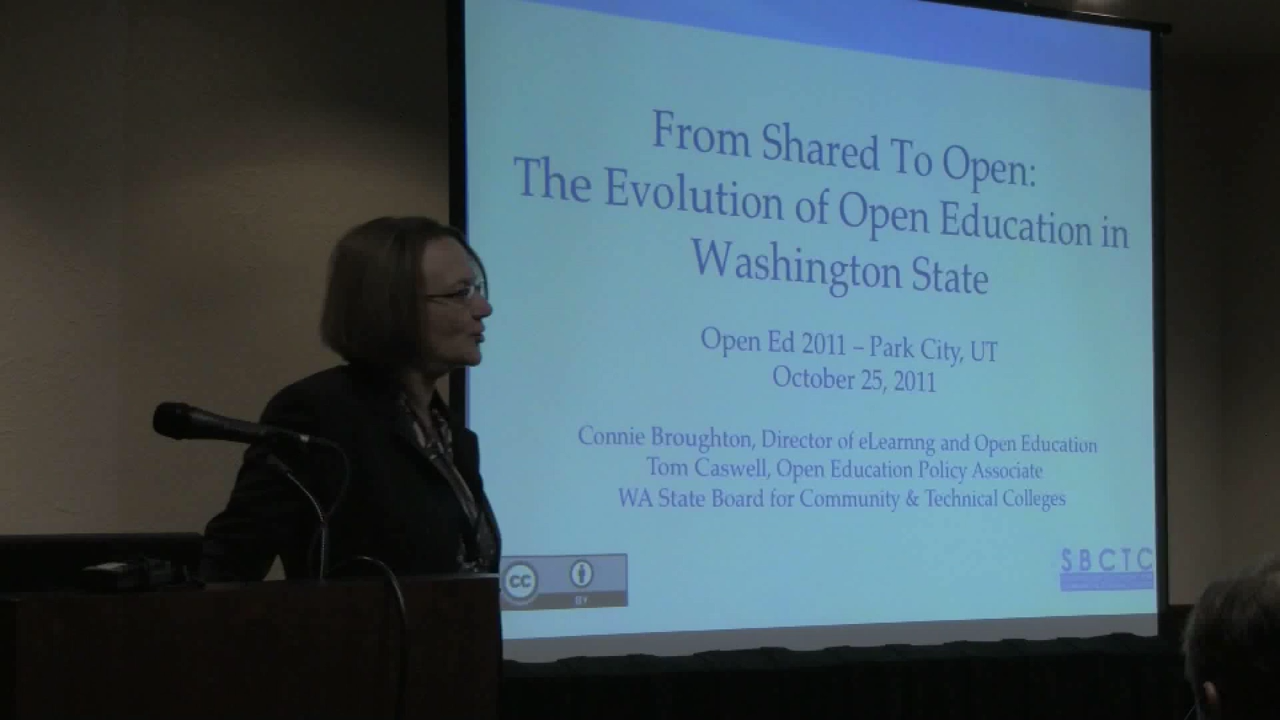 From Shared To Open:
The Evolution of Open Education in
Washington State
Open Ed 2011 – Park City, UT
October 25, 2011
Connie Broughton, Director of eLearnng and Open Education
Tom Caswell, Open Education Policy Associate
WA State Board for Community & Technical Colleges
cc
BY
SBCTC